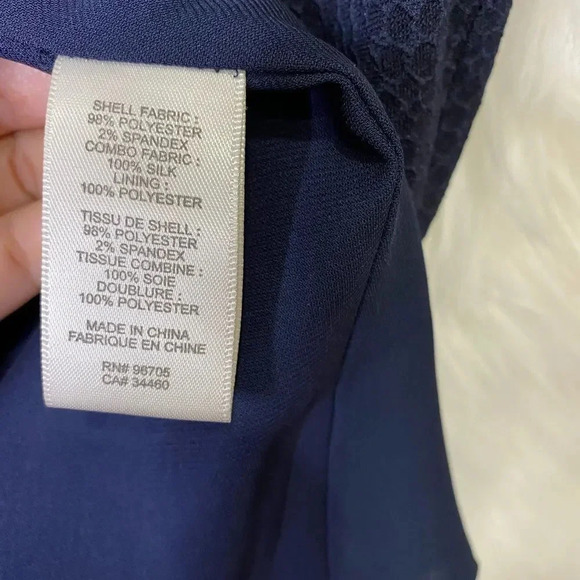 SHELL FABRIC :
98% POLYESTER
2% SPANDEX
COMBO FABRIC :
100% SILK
LINING :
100% POLYESTER
TISSU DE SHELL :
98% POLYESTER
2% SPANDEX
TISSUE COMBINE :
100% SOIE
DOUBLURE :
100% POLYESTER
MADE IN CHINA
FABRIQUE EN CHINE
RN# 96705
CA# 34460